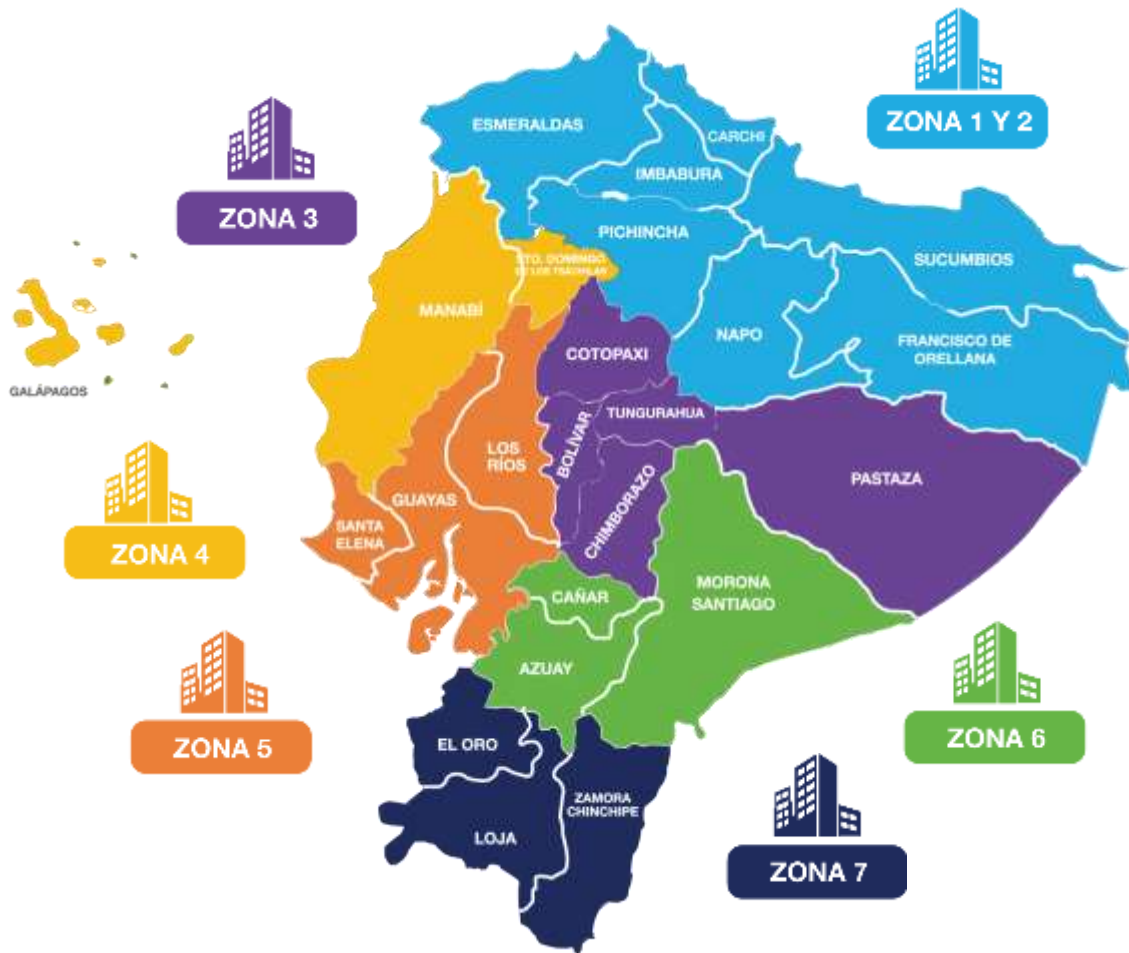 ZONA 1 Y 2
ESMERALDAS
CARCHI
IMBABURA
ZONA 3
PICHINCHA
STO. DOMINGO
DE LOS TSÁCHILAS
SUCUMBIOS
MANABÍ
NAPO
FRANCISCO DE
ORELLANA
COTOPAXI
GALÁPAGOS
TUNGURAHUA
BOLÍVAR
LOS
RÍOS
PASTAZA
GUAYAS
CHIMBORAZO
SANTA
ELENA
ZONA 4
MORONA
SANTIAGO
CAÑAR
AZUAY
ZONA 6
EL ORO
ZONA 5
ZAMORA
CHINCHIPE
LOJA
ZONA 7